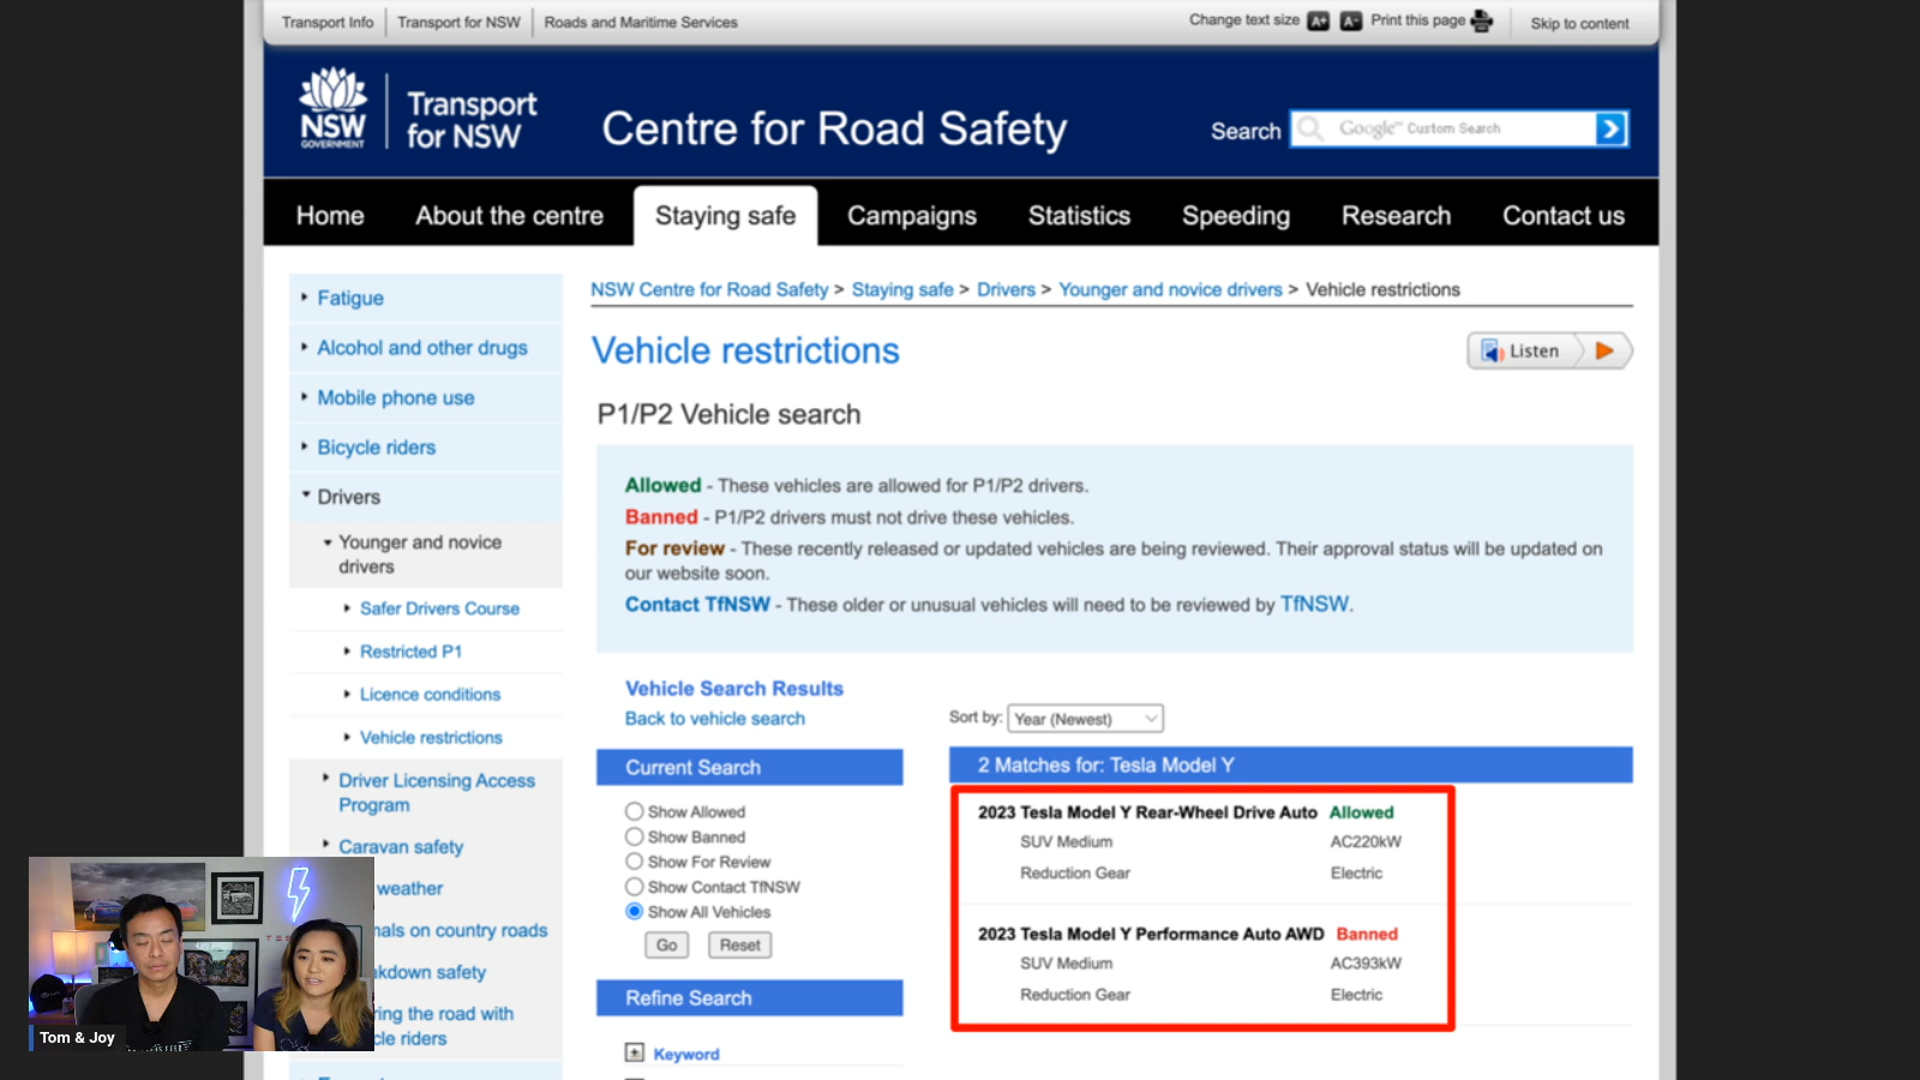 Transport Info
Transport for NSW
Roads and Maritime Services
Change text size
A+
A-
Print this page
Skip to content
NSW
GOVERNMENT
Transport
for NSW
Centre for Road Safety
Search
Google™ Custom Search
Home
About the centre
Staying safe
Campaigns
Statistics
Speeding
Research
Contact us
Fatigue
Alcohol and other drugs
Mobile phone use
Bicycle riders
Drivers
Younger and novice
drivers
Safer Drivers Course
Restricted P1
Licence conditions
Vehicle restrictions
Driver Licensing Access
Program
Caravan safety
weather
nals on country roads
kdown safety
ring the road with
cle riders
NSW Centre for Road Safety > Staying safe > Drivers > Younger and novice drivers > Vehicle restrictions
Vehicle restrictions
Listen
P1/P2 Vehicle search
Allowed - These vehicles are allowed for P1/P2 drivers.
Banned - P1/P2 drivers must not drive these vehicles.
For review - These recently released or updated vehicles are being reviewed. Their approval status will be updated on
our website soon.
Contact TfNSW - These older or unusual vehicles will need to be reviewed by TfNSW.
Vehicle Search Results
Back to vehicle search
Current Search
Show Allowed
Show Banned
Show For Review
Show Contact TfNSW
Show All Vehicles
Go
Reset
Refine Search
Keyword
Sort by: Year (Newest)
2 Matches for: Tesla Model Y
2023 Tesla Model Y Rear-Wheel Drive Auto Allowed
SUV Medium AC220kW
Reduction Gear Electric
2023 Tesla Model Y Performance Auto AWD Banned
SUV Medium AC393kW
Reduction Gear Electric
Tom & Joy